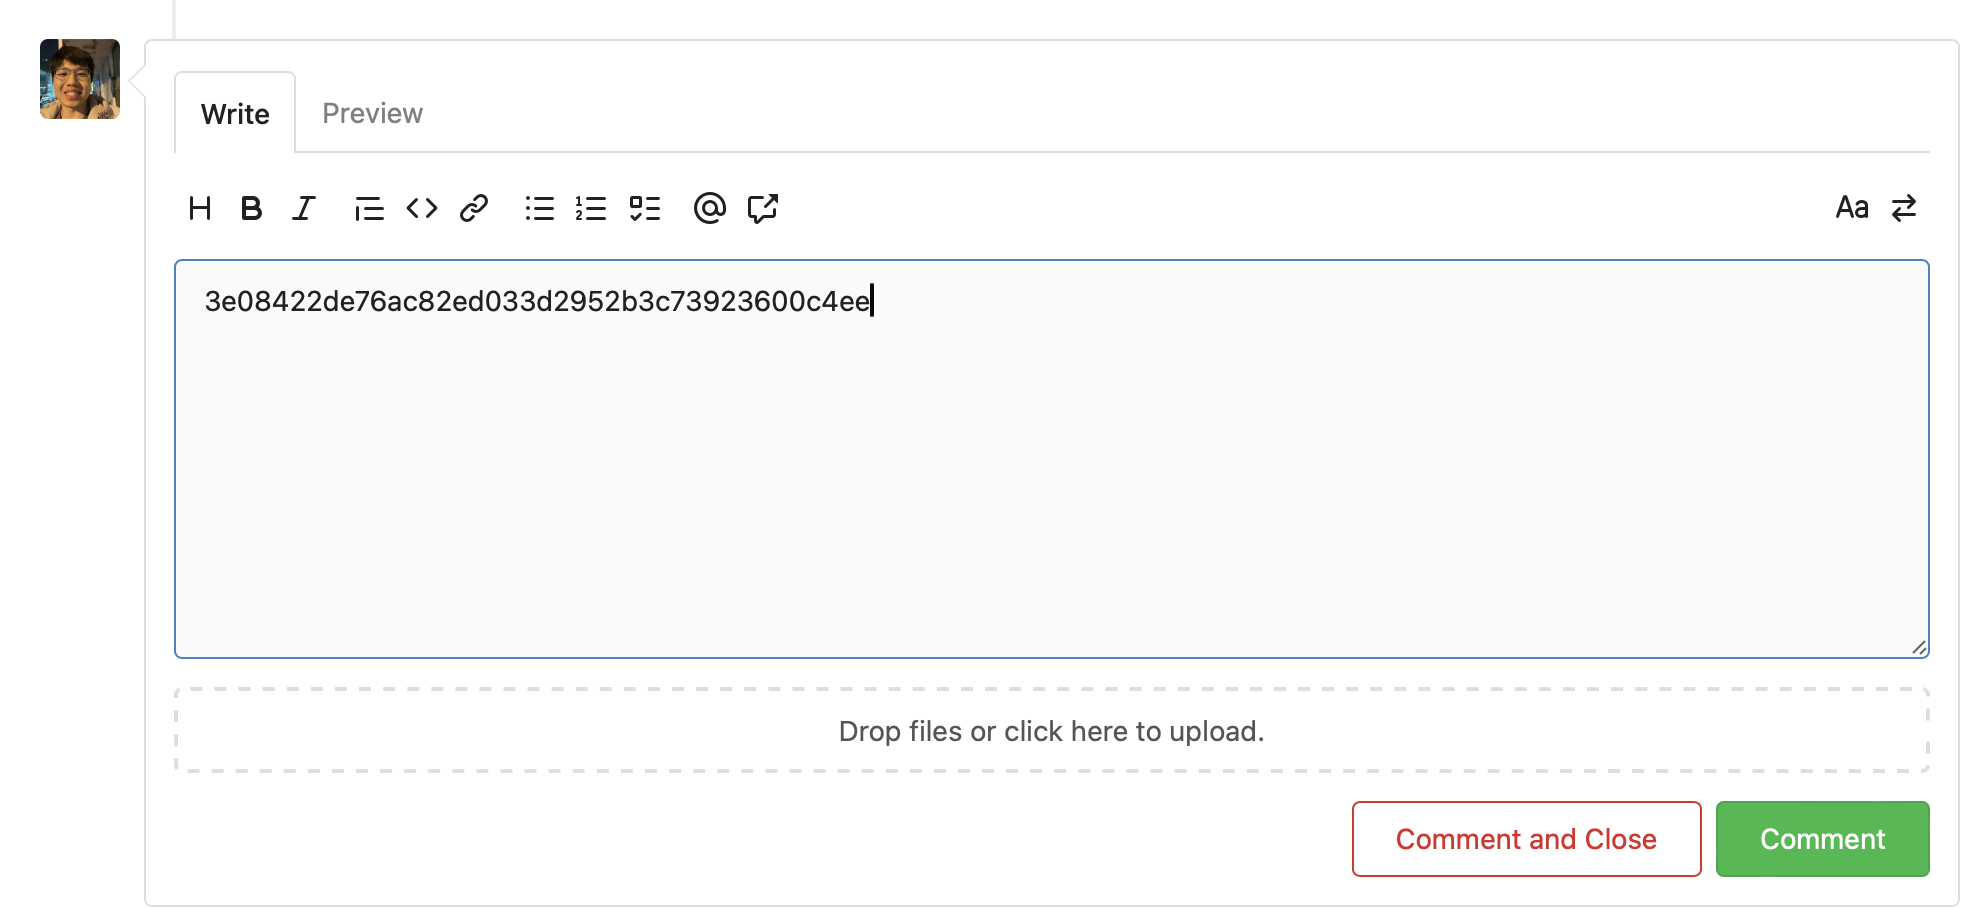 Write Preview
H B I Aa
3e08422de76ac82ed033d2952b3c73923600c4ee
Drop files or click here to upload.
Comment and Close Comment